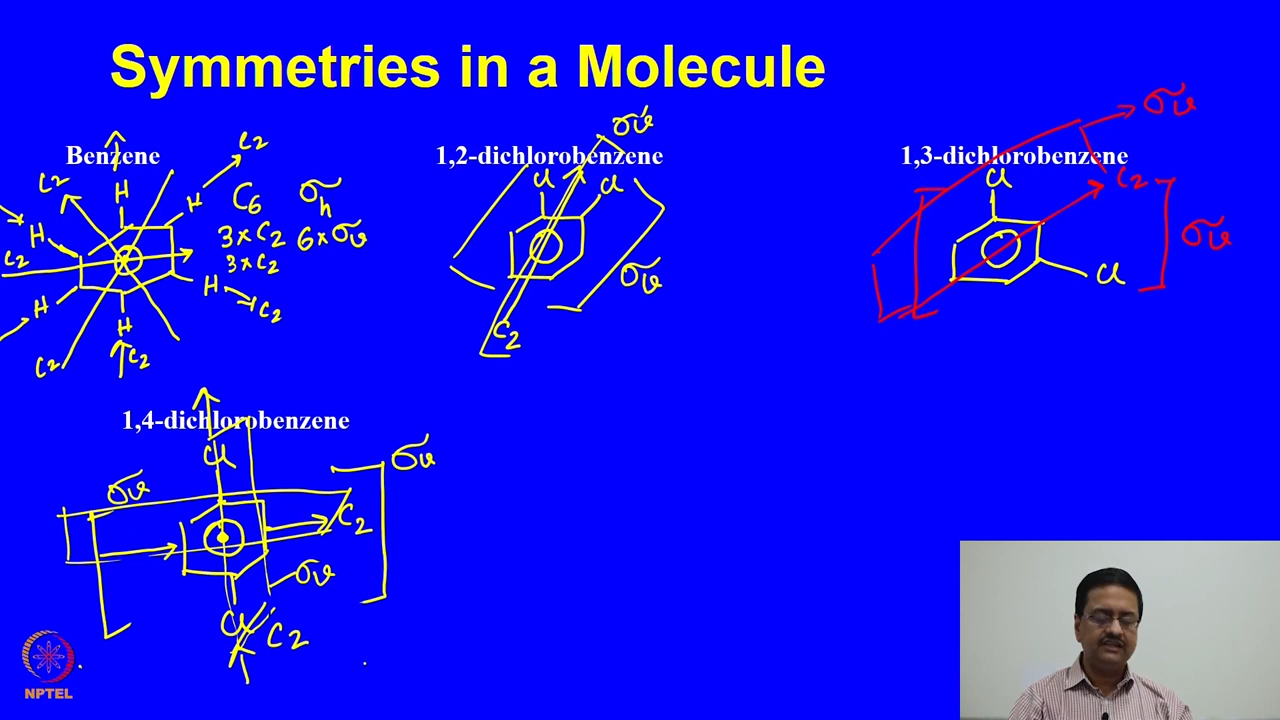 Symmetries in a Molecule
Benzene
C2
C2
H
H
C6 σh
3×C2 6×σv
3×C2
H
C2
H
C2
H
H
C2
C2
1,2-dichlorobenzene
σv
Cl
Cl
σv
C2
1,3-dichlorobenzene
σv
Cl
C2
σv
Cl
1,4-dichlorobenzene
Cl
σv
σv
C2
σv
Cl
C2
NPTEL